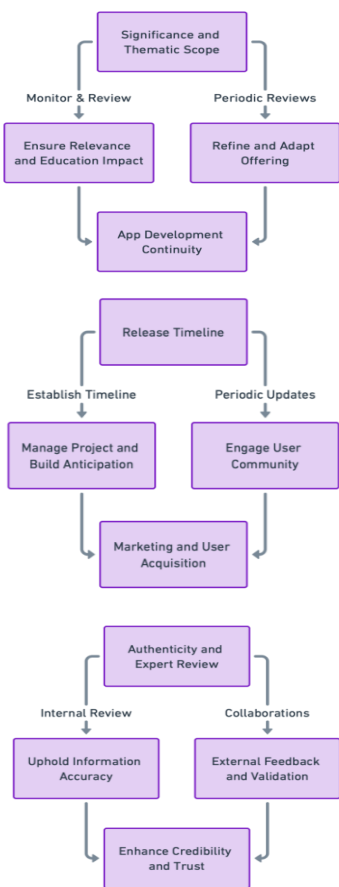 Significance and
Thematic Scope
Monitor & Review
Periodic Reviews
Ensure Relevance
and Education Impact
Refine and Adapt
Offering
App Development
Continuity
Release Timeline
Establish Timeline
Periodic Updates
Manage Project and
Build Anticipation
Engage User
Community
Marketing and User
Acquisition
Authenticity and
Expert Review
Internal Review
Collaborations
Uphold Information
Accuracy
External Feedback
and Validation
Enhance Credibility
and Trust